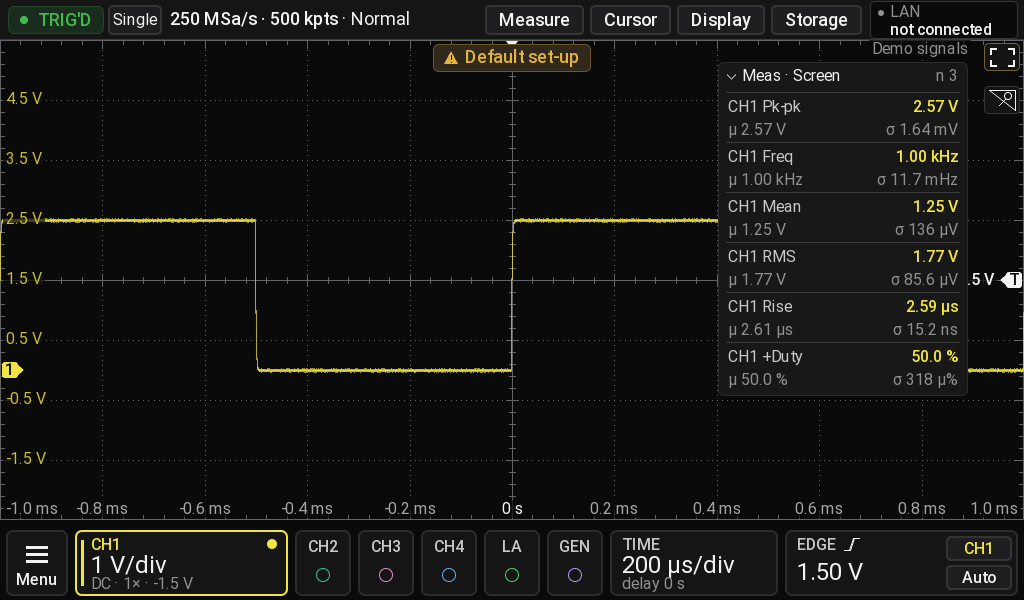 TRIG'D Single 250 MSa/s · 500 kpts · Normal Measure Cursor Display Storage LAN
not connected
Demo signals
Default set-up
Meas · Screen n 3
4.5 V
CH1 Pk-pk 2.57 V
μ 2.57 V σ 1.64 mV
3.5 V
CH1 Freq 1.00 kHz
μ 1.00 kHz σ 11.7 mHz
2.5 V
CH1 Mean 1.25 V
μ 1.25 V σ 136 μV
CH1 RMS 1.77 V
μ 1.77 V σ 85.6 μV
1.5 V
.5 V T
CH1 Rise 2.59 μs
μ 2.61 μs σ 15.2 ns
0.5 V
CH1 +Duty 50.0 %
μ 50.0 % σ 318 μ%
1
-0.5 V
-1.5 V
-1.0 ms -0.8 ms -0.6 ms -0.4 ms -0.2 ms 0 s 0.2 ms 0.4 ms 0.6 ms 0.8 ms 1.0 ms
Menu
CH1
1 V/div
DC · 1× · -1.5 V
CH2 CH3 CH4 LA GEN
TIME
200 μs/div
delay 0 s
EDGE
1.50 V
CH1
Auto